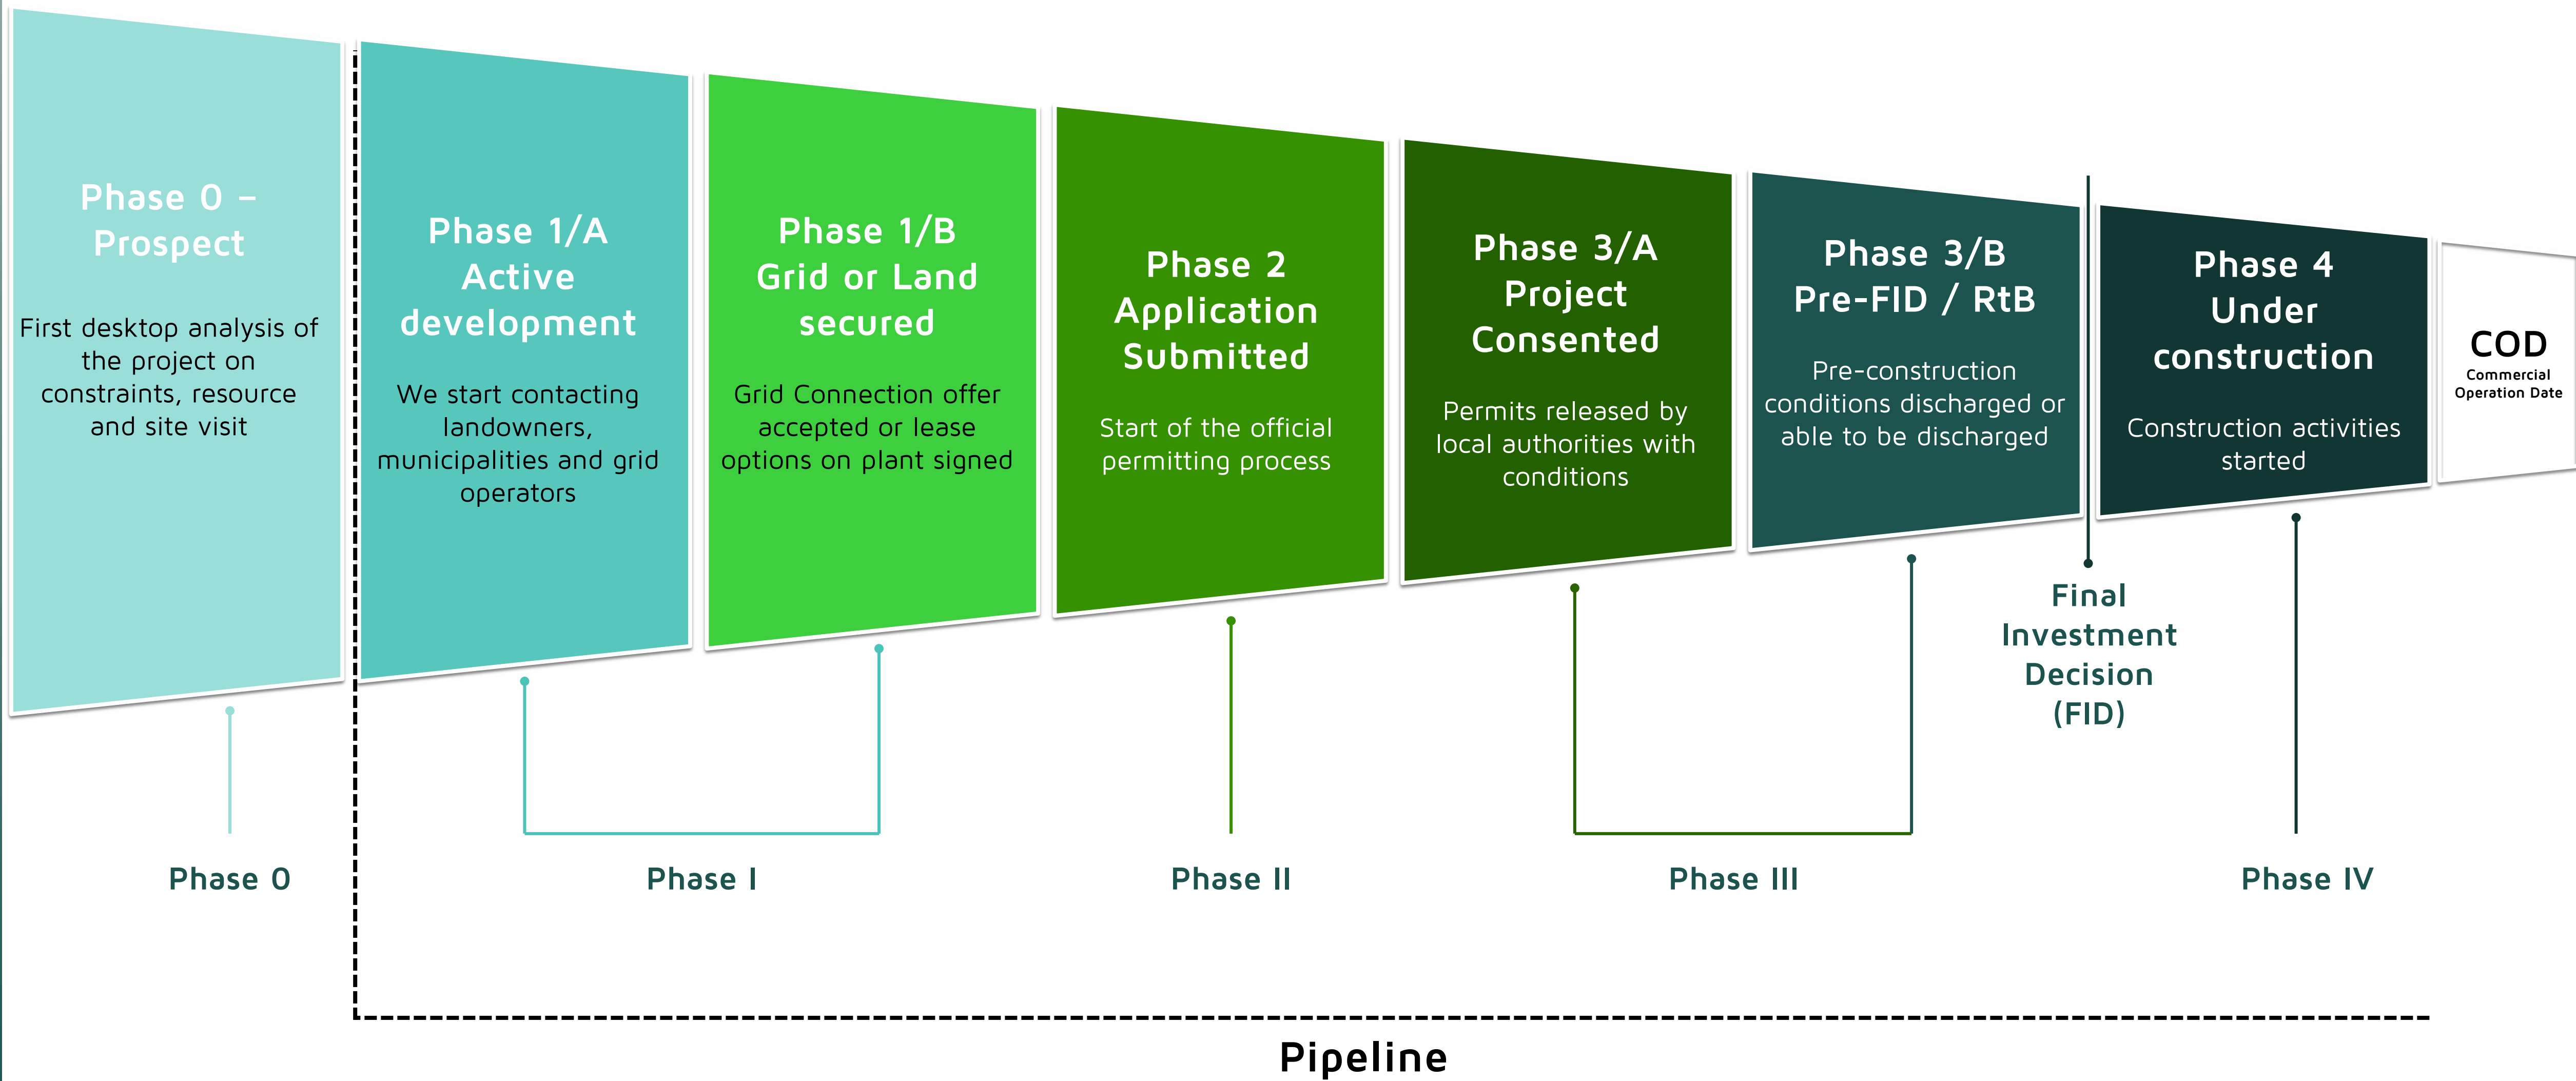 Phase 0 –
Prospect
First desktop analysis of
the project on
constraints, resource
and site visit
Phase 1/A
Active
development
We start contacting
landowners,
municipalities and grid
operators
Phase 1/B
Grid or Land
secured
Grid Connection offer
accepted or lease
options on plant signed
Phase 2
Application
Submitted
Start of the official
permitting process
Phase 3/A
Project
Consented
Permits released by
local authorities with
conditions
Phase 3/B
Pre-FID / RtB
Pre-construction
conditions discharged or
able to be discharged
Phase 4
Under
construction
Construction activities
started
COD
Commercial
Operation Date
Final
Investment
Decision
(FID)
Phase 0
Phase I
Phase II
Phase III
Phase IV
Pipeline